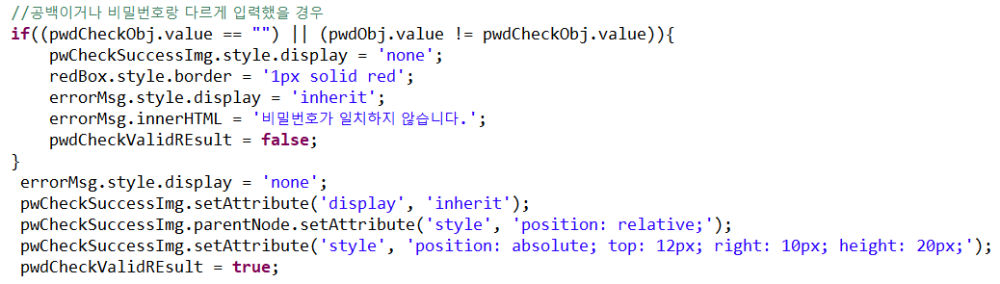 //공백이거나 비밀번호랑 다르게 입력했을 경우
if((pwdCheckObj.value == "") || (pwdObj.value != pwdCheckObj.value)){
    pwCheckSuccessImg.style.display = 'none';
    redBox.style.border = '1px solid red';
    errorMsg.style.display = 'inherit';
    errorMsg.innerHTML = '비밀번호가 일치하지 않습니다.';
    pwdCheckValidREsult = false;
}
 errorMsg.style.display = 'none';
 pwCheckSuccessImg.setAttribute('display', 'inherit');
 pwCheckSuccessImg.parentNode.setAttribute('style', 'position: relative;');
 pwCheckSuccessImg.setAttribute('style', 'position: absolute; top: 12px; right: 10px; height: 20px;');
 pwdCheckValidREsult = true;